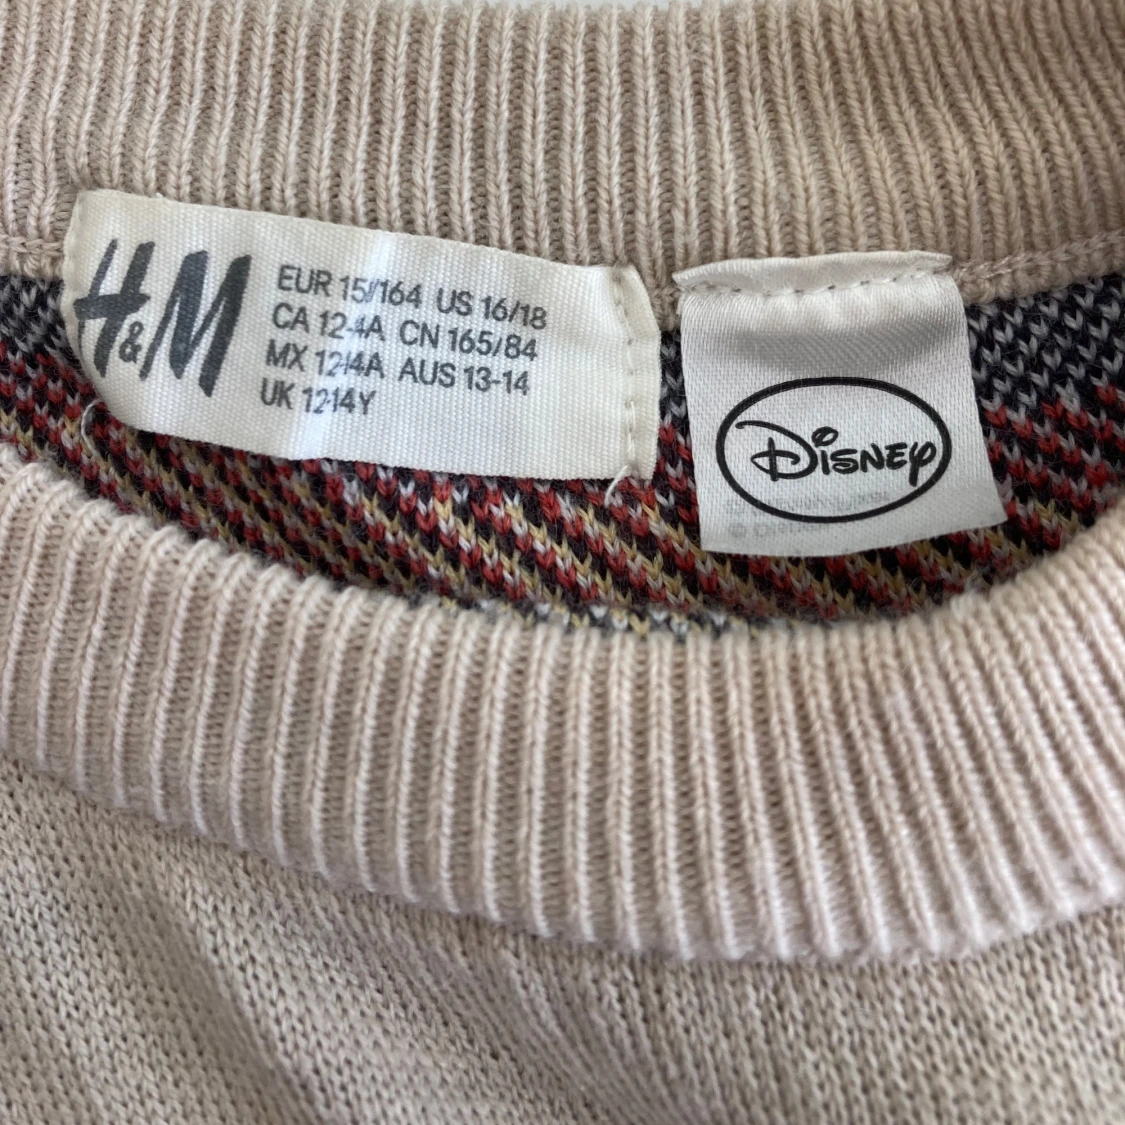 H&M
EUR 15/164 US 16/18
CA 12-4A CN 165/84
MX 12-14A AUS 13-14
UK 12-14Y
Disney
© Disney